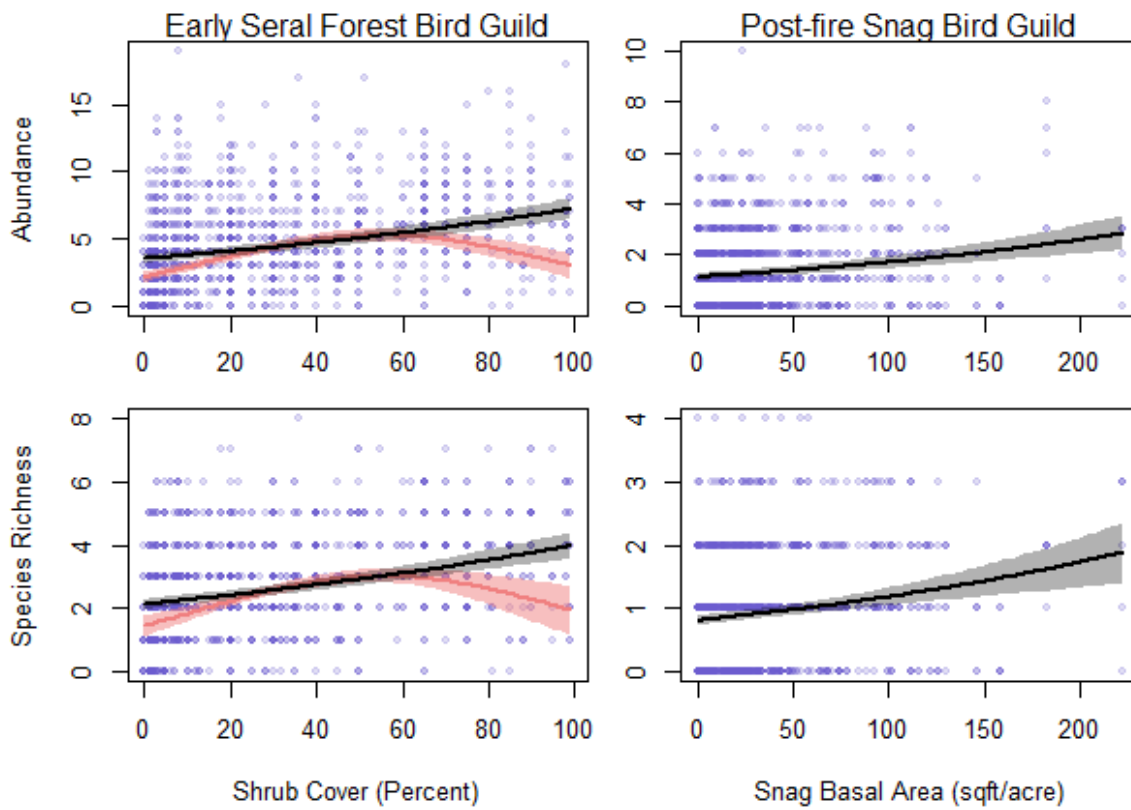 Early Seral Forest Bird Guild
Post-fire Snag Bird Guild
Abundance
0 5 10 15
0 20 40 60 80 100
0 2 4 6 8 10
0 50 100 150 200
Species Richness
0 2 4 6 8
0 20 40 60 80 100
0 1 2 3 4
0 50 100 150 200
Shrub Cover (Percent)
Snag Basal Area (sqft/acre)